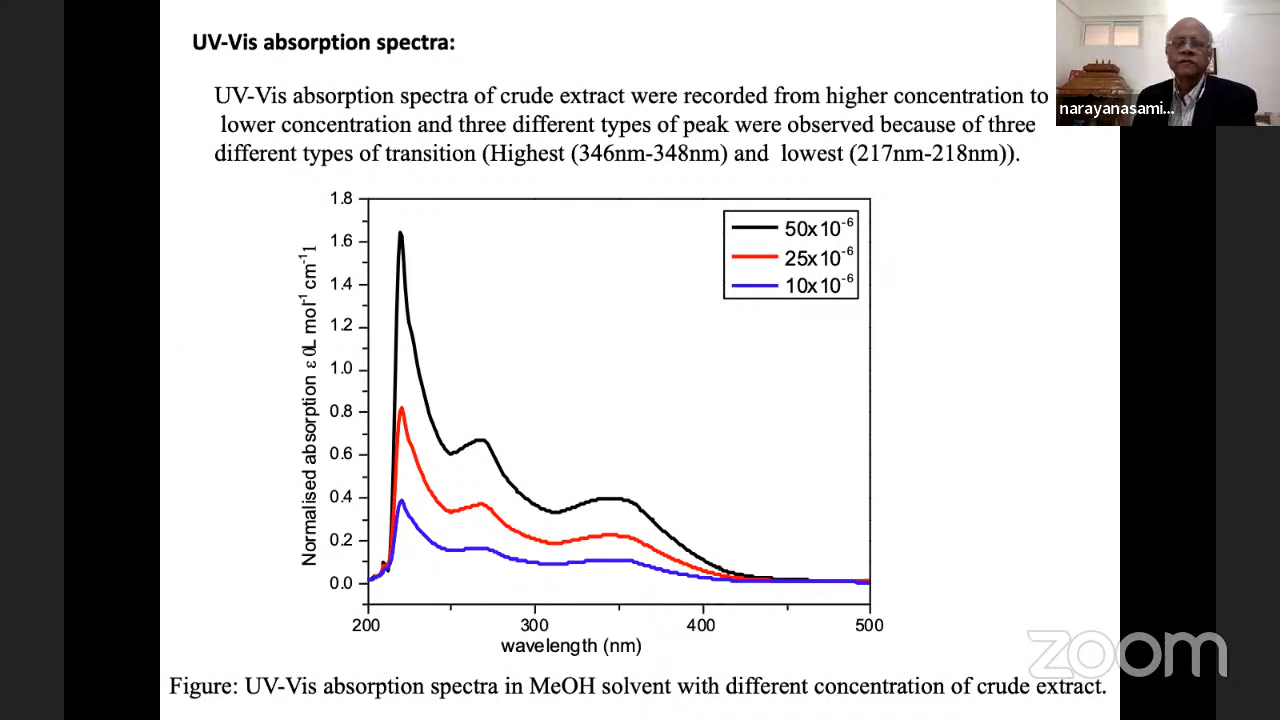 UV-Vis absorption spectra:
UV-Vis absorption spectra of crude extract were recorded from higher concentration to
lower concentration and three different types of peak were observed because of three
different types of transition (Highest (346nm-348nm) and lowest (217nm-218nm)).
narayanasami...
1.8
1.6
1.4
1.2
1.0
0.8
0.6
0.4
0.2
0.0
Normalised absorption ε 0L mol⁻¹ cm⁻¹1
50x10⁻⁶
25x10⁻⁶
10x10⁻⁶
200 300 400 500
wavelength (nm)
zoom
Figure: UV-Vis absorption spectra in MeOH solvent with different concentration of crude extract.